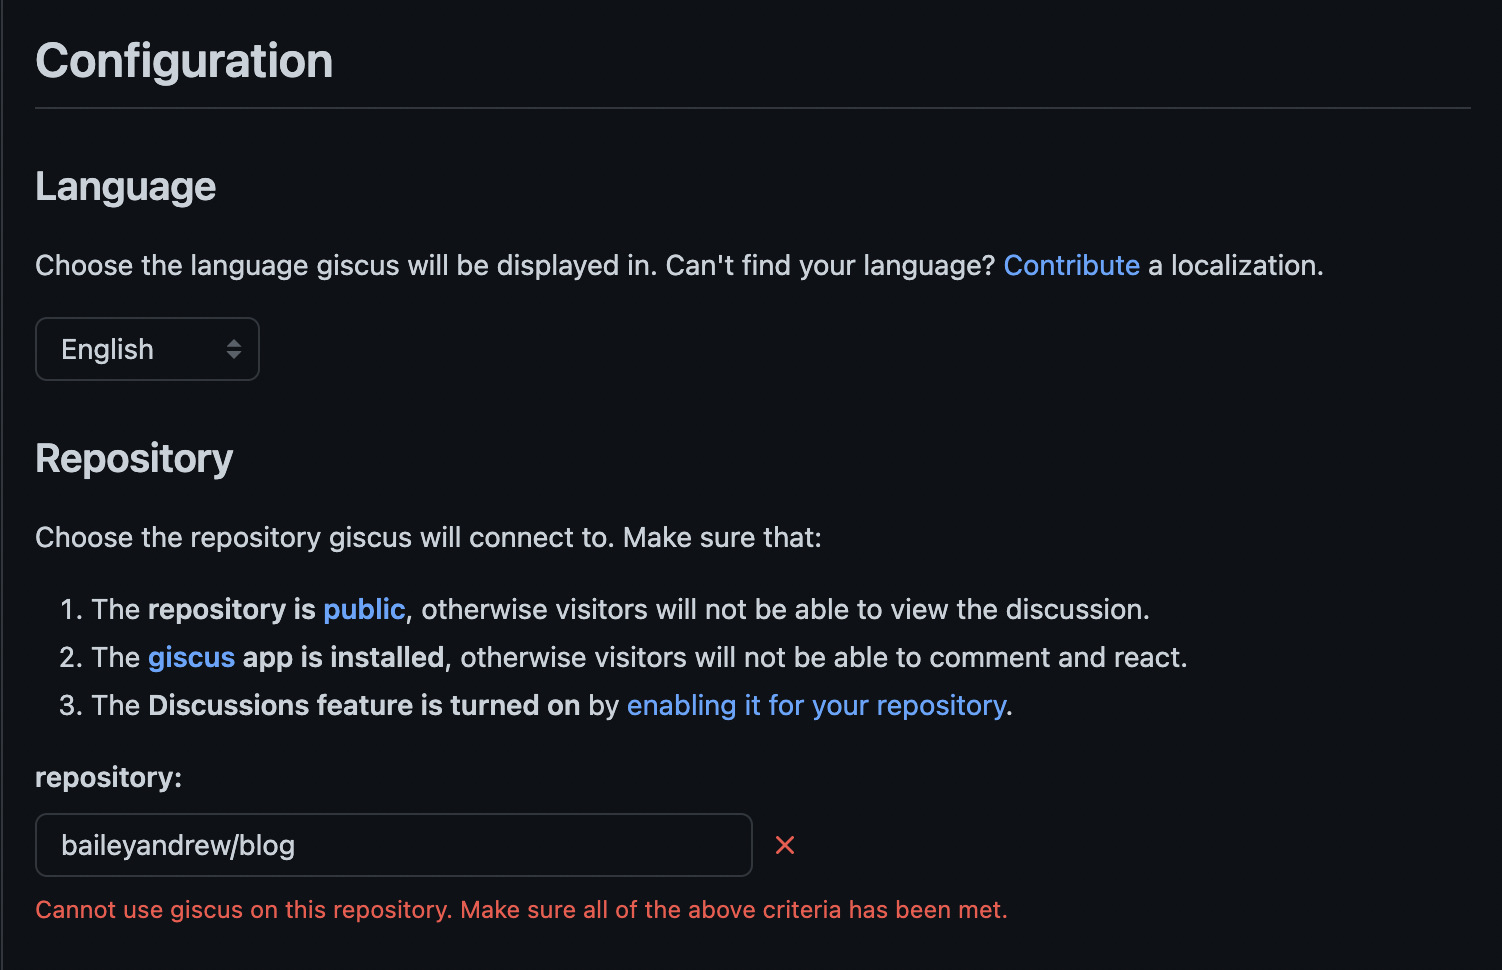 Configuration
Language
Choose the language giscus will be displayed in. Can't find your language? Contribute a localization.
English
Repository
Choose the repository giscus will connect to. Make sure that:
1. The repository is public, otherwise visitors will not be able to view the discussion.
2. The giscus app is installed, otherwise visitors will not be able to comment and react.
3. The Discussions feature is turned on by enabling it for your repository.
repository:
baileyandrew/blog
Cannot use giscus on this repository. Make sure all of the above criteria has been met.